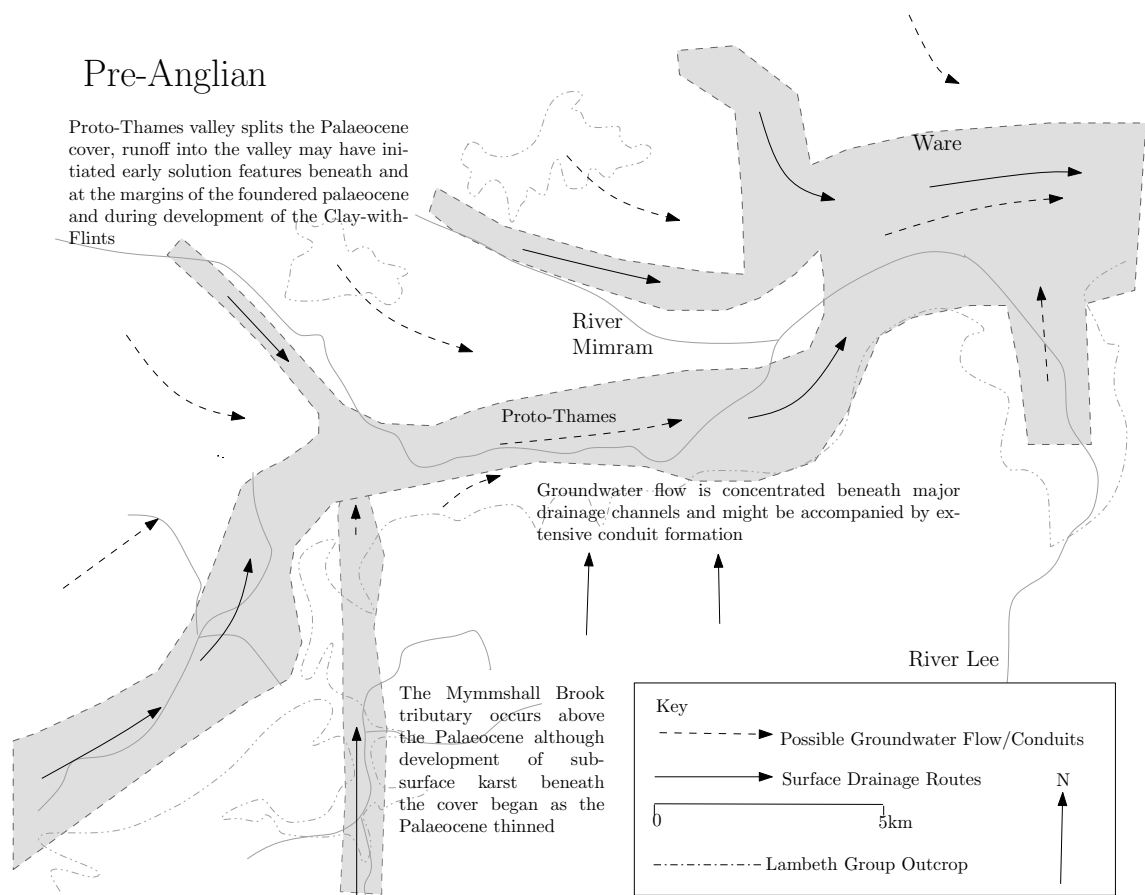 Pre-Anglian
Proto-Thames valley splits the Palaeocene
cover, runoff into the valley may have ini-
tiated early solution features beneath and
at the margins of the foundered palaeocene
and during development of the Clay-with-
Flints
Ware
River
Mimram
Proto-Thames
Groundwater flow is concentrated beneath major
drainage channels and might be accompanied by ex-
tensive conduit formation
River Lee
The Mymmshall Brook
tributary occurs above
the Palaeocene although
development of sub-
surface karst beneath
the cover began as the
Palaeocene thinned
Key
Possible Groundwater Flow/Conduits
Surface Drainage Routes
N
0 5km
Lambeth Group Outcrop